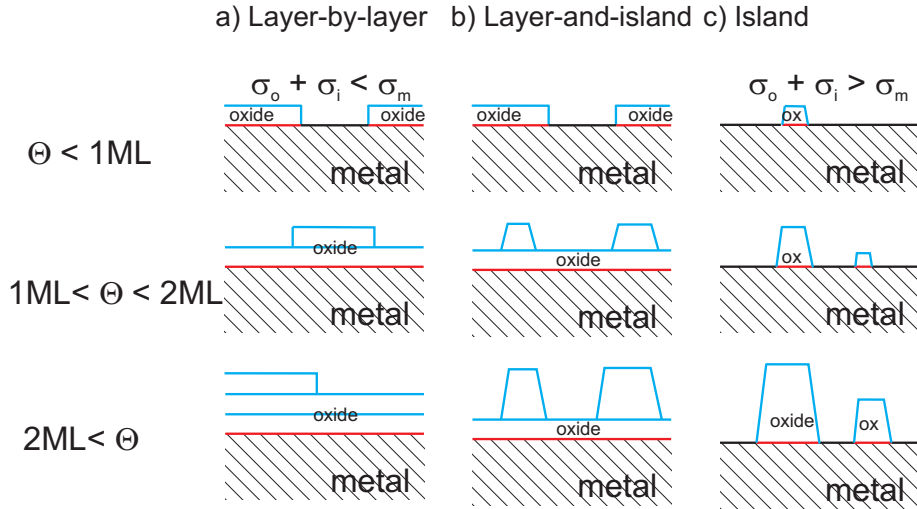 a) Layer-by-layer b) Layer-and-island c) Island
σo + σi < σm σo + σi > σm
oxide oxide oxide oxide ox
Θ < 1ML
metal metal metal
oxide oxide ox
1ML< Θ < 2ML
metal metal metal
oxide oxide oxide ox
2ML< Θ
metal metal metal